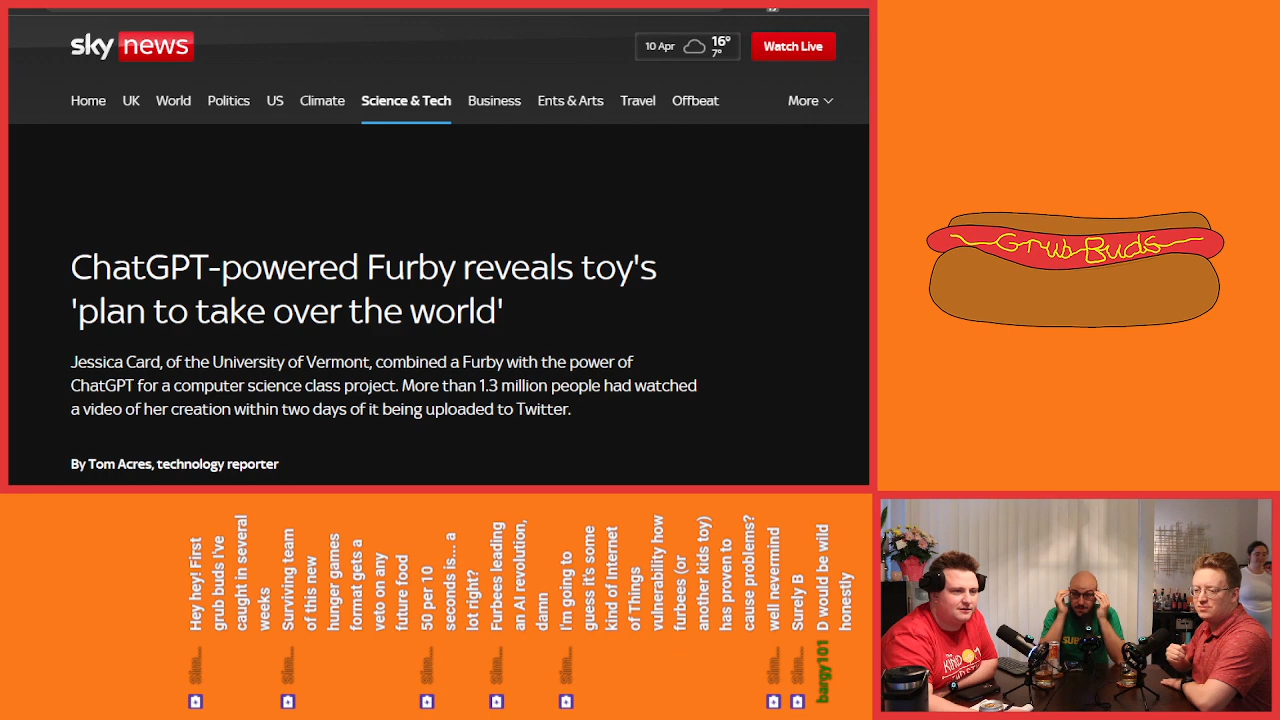 sky news
10 Apr
16°
7°
Watch Live
Home UK World Politics US Climate Science & Tech Business Ents & Arts Travel Offbeat More
ChatGPT-powered Furby reveals toy's
'plan to take over the world'
Jessica Card, of the University of Vermont, combined a Furby with the power of
ChatGPT for a computer science class project. More than 1.3 million people had watched
a video of her creation within two days of it being uploaded to Twitter.
By Tom Acres, technology reporter
Grub Buds
Sim... Hey hey! First
grub buds I've
caught in several
weeks
Sim... Surviving team
of this new
hunger games
format gets a
veto on any
future food
Sim... 50 per 10
seconds is... a
lot right?
Sim... Furbees leading
an AI revolution,
damn
Sim... I'm going to
guess it's some
kind of Internet
of Things
vulnerability how
furbees (or
another kids toy)
has proven to
cause problems?
Sim... well nevermind
Sim... Surely B
bargy101 D would be wild
honestly